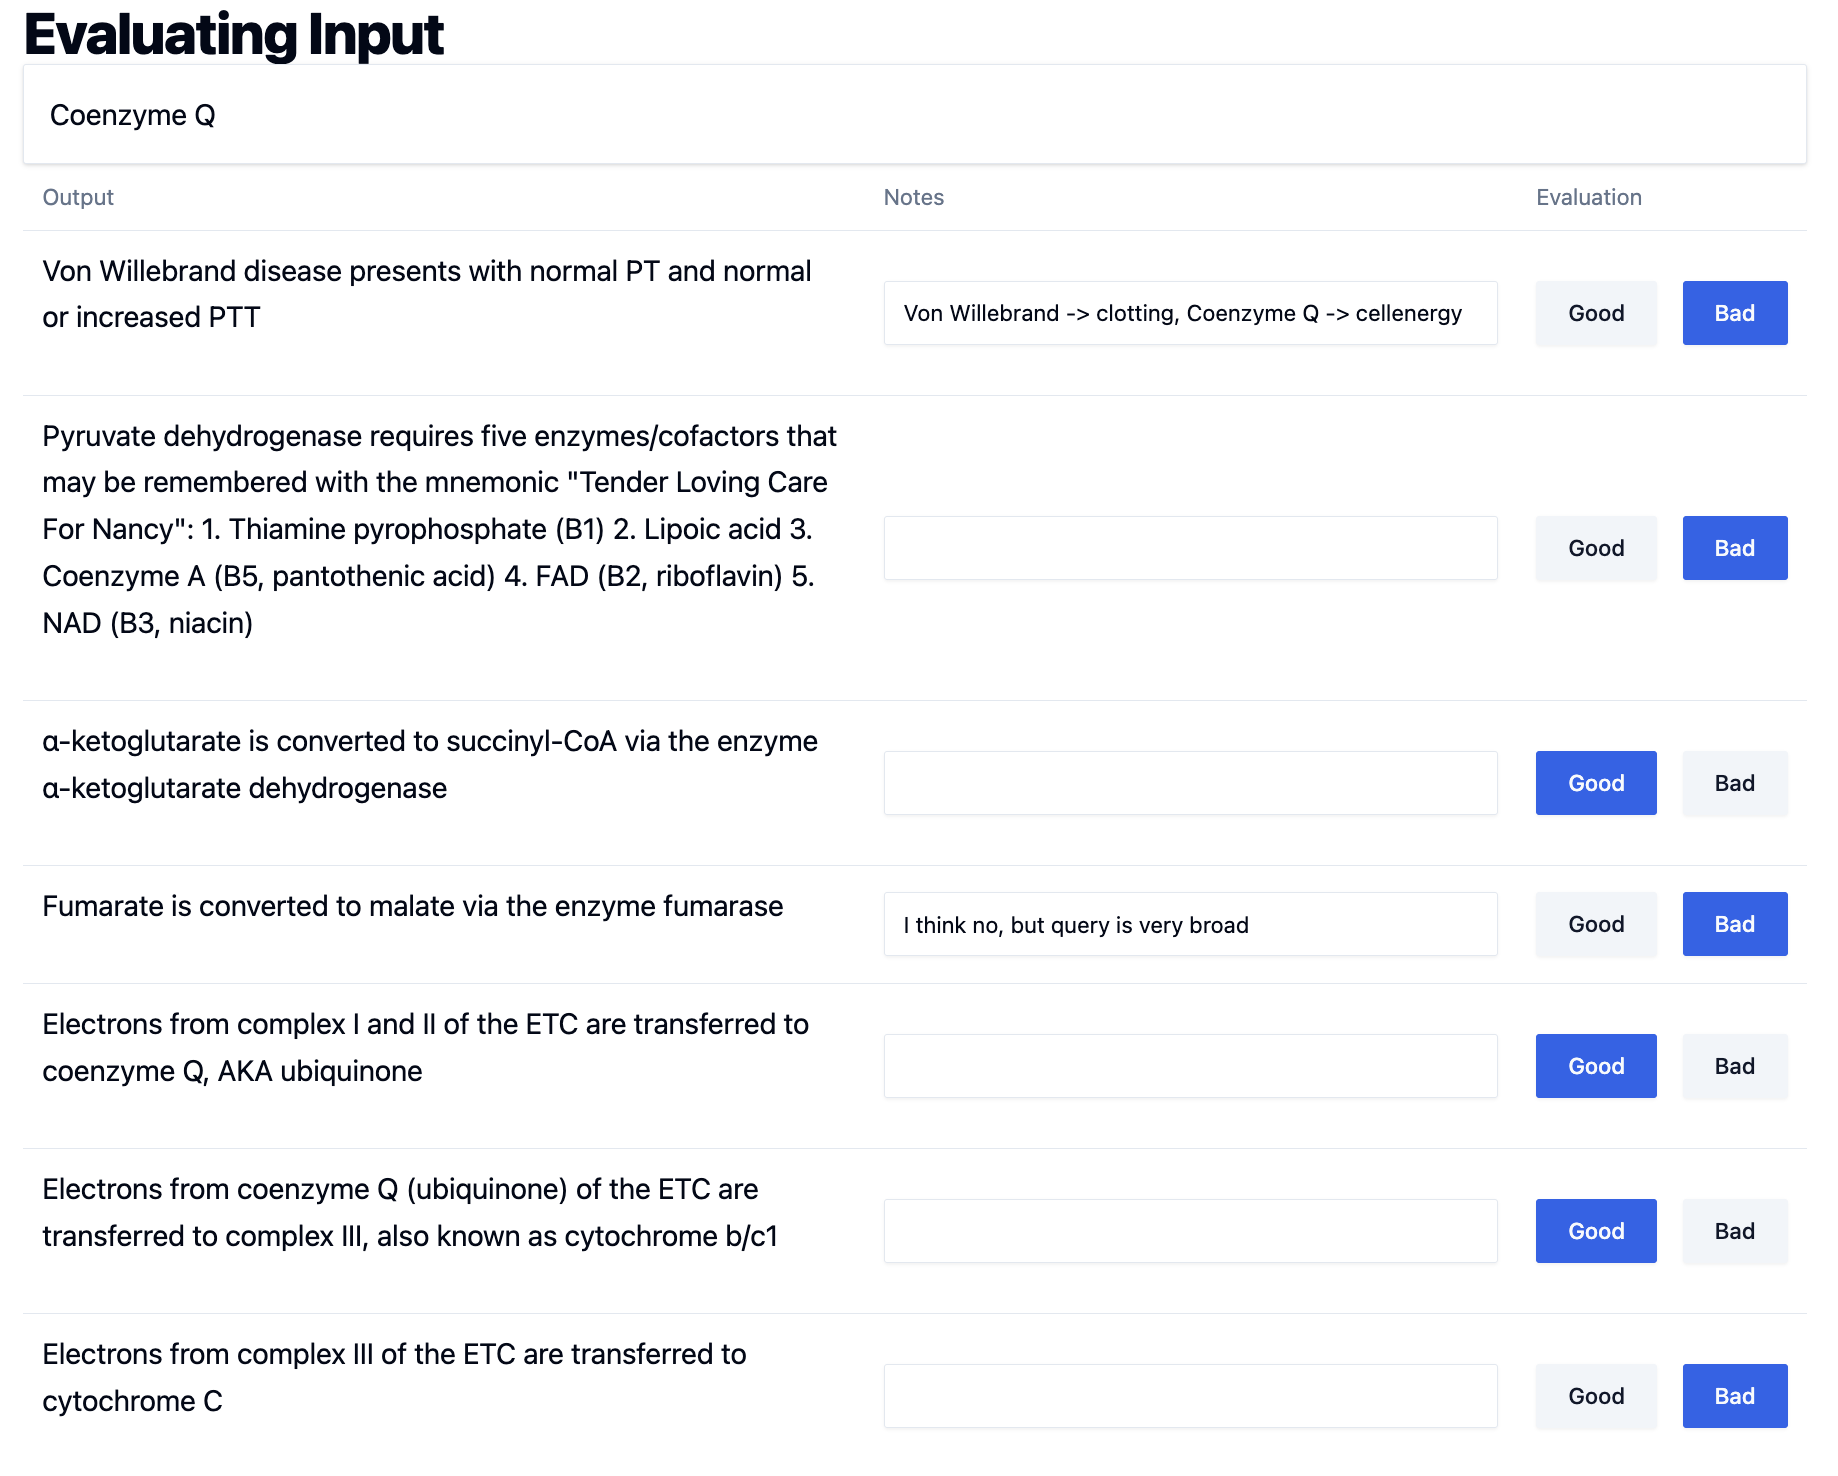 Evaluating Input
Coenzyme Q
Output Notes Evaluation
Von Willebrand disease presents with normal PT and normal
or increased PTT
Von Willebrand -> clotting, Coenzyme Q -> cellenergy
Good Bad
Pyruvate dehydrogenase requires five enzymes/cofactors that
may be remembered with the mnemonic "Tender Loving Care
For Nancy": 1. Thiamine pyrophosphate (B1) 2. Lipoic acid 3.
Coenzyme A (B5, pantothenic acid) 4. FAD (B2, riboflavin) 5.
NAD (B3, niacin)
Good Bad
α-ketoglutarate is converted to succinyl-CoA via the enzyme
α-ketoglutarate dehydrogenase
Good Bad
Fumarate is converted to malate via the enzyme fumarase
I think no, but query is very broad
Good Bad
Electrons from complex I and II of the ETC are transferred to
coenzyme Q, AKA ubiquinone
Good Bad
Electrons from coenzyme Q (ubiquinone) of the ETC are
transferred to complex III, also known as cytochrome b/c1
Good Bad
Electrons from complex III of the ETC are transferred to
cytochrome C
Good Bad